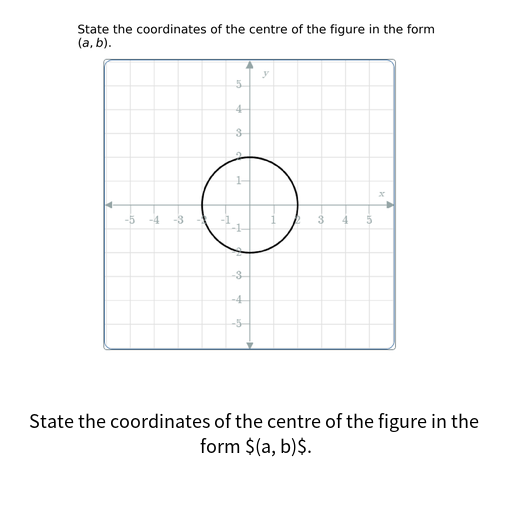 State the coordinates of the centre of the figure in the form
(a, b).
y
5
4
3
2
1
x
-5 -4 -3 -2 -1 1 2 3 4 5
-1
-2
-3
-4
-5
State the coordinates of the centre of the figure in the
form $(a, b)$.